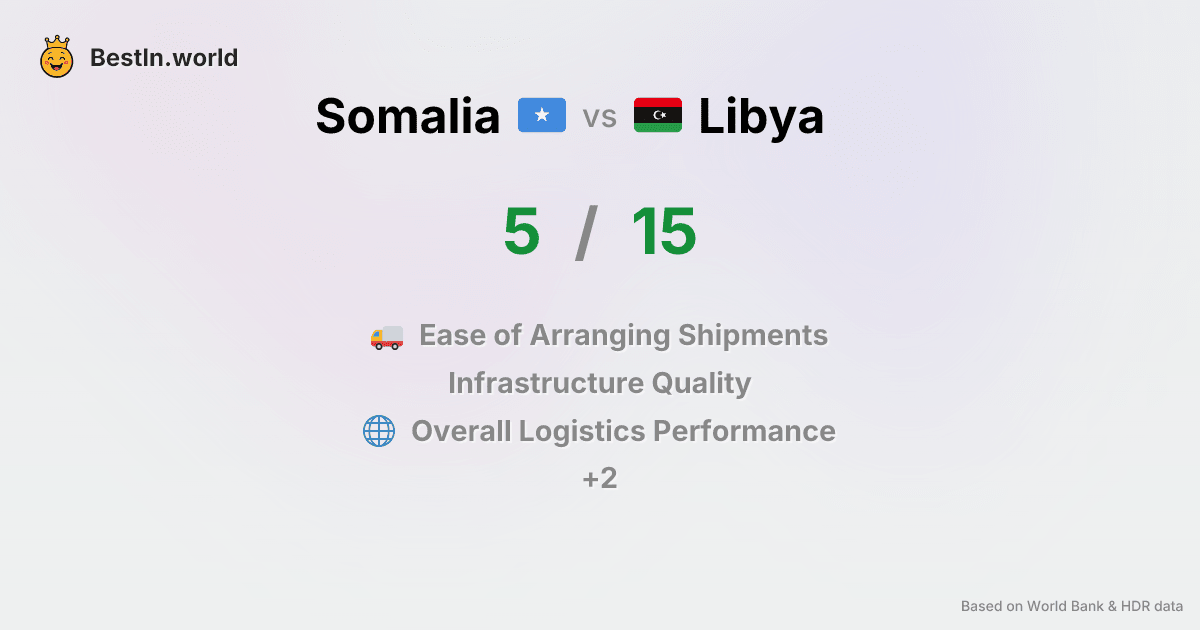 BestIn.world
Somalia vs Libya
5 / 15
Ease of Arranging Shipments
Infrastructure Quality
Overall Logistics Performance
+2
Based on World Bank & HDR data